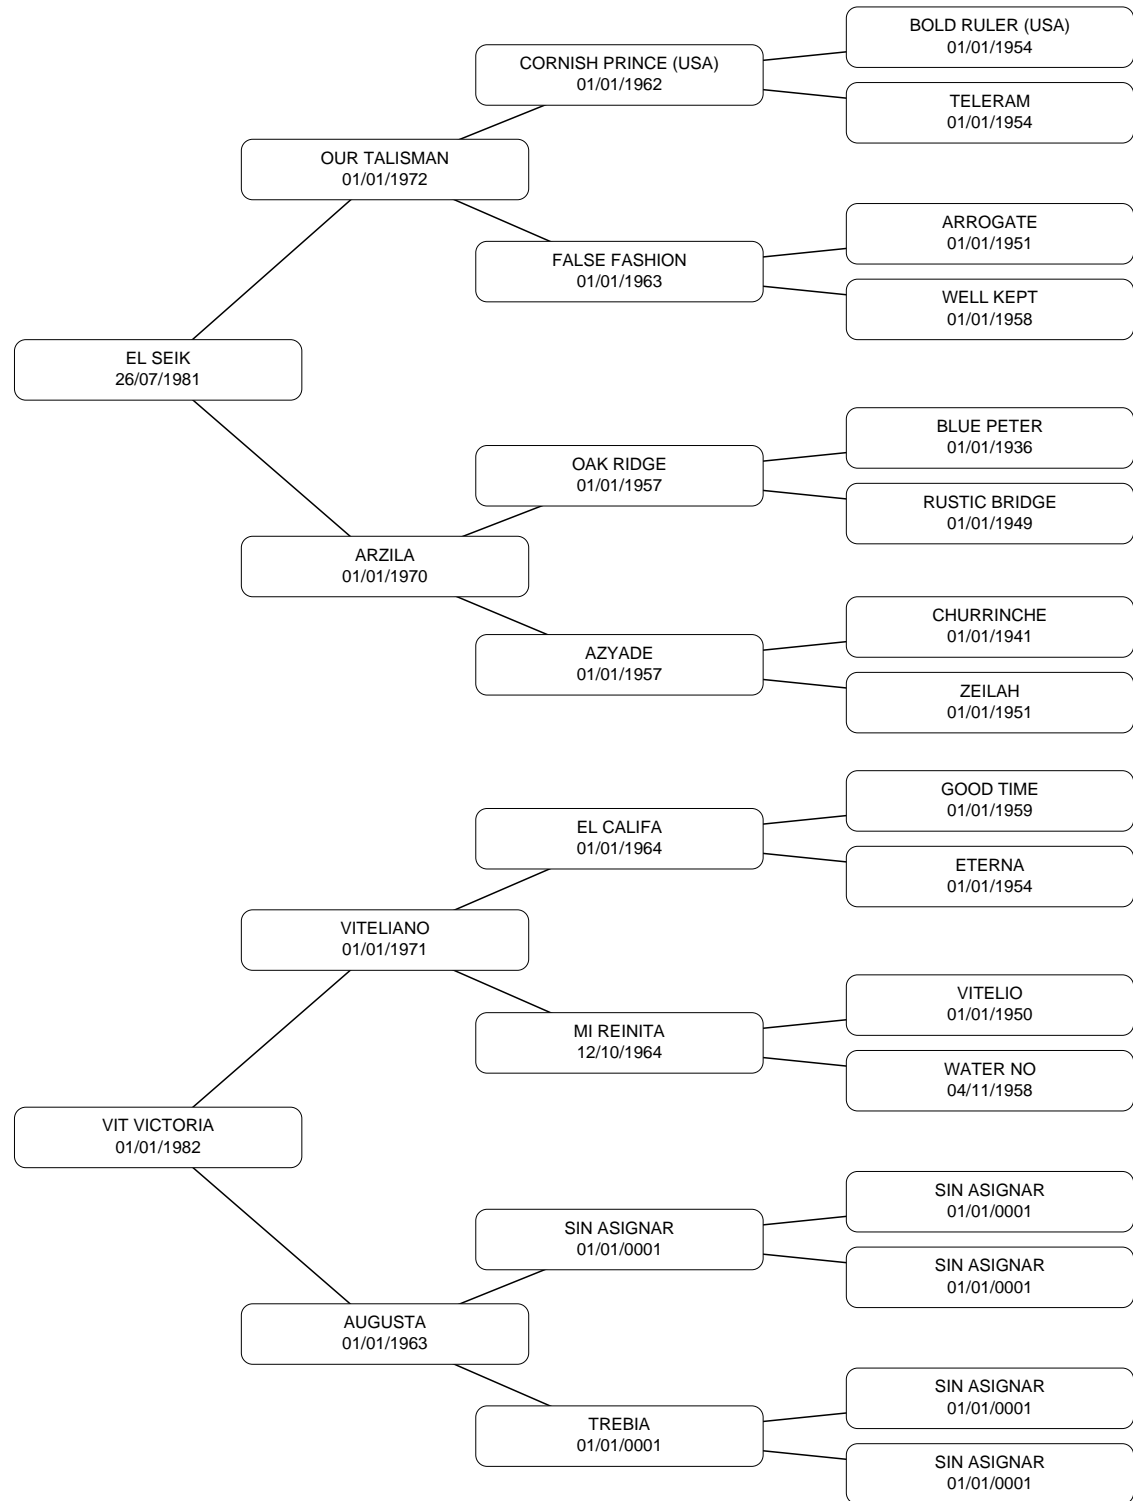 BOLD RULER (USA)
01/01/1954
CORNISH PRINCE (USA)
01/01/1962
TELERAM
01/01/1954
OUR TALISMAN
01/01/1972
ARROGATE
01/01/1951
FALSE FASHION
01/01/1963
WELL KEPT
01/01/1958
EL SEIK
26/07/1981
BLUE PETER
01/01/1936
OAK RIDGE
01/01/1957
RUSTIC BRIDGE
01/01/1949
ARZILA
01/01/1970
CHURRINCHE
01/01/1941
AZYADE
01/01/1957
ZEILAH
01/01/1951
GOOD TIME
01/01/1959
EL CALIFA
01/01/1964
ETERNA
01/01/1954
VITELIANO
01/01/1971
VITELIO
01/01/1950
MI REINITA
12/10/1964
WATER NO
04/11/1958
VIT VICTORIA
01/01/1982
SIN ASIGNAR
01/01/0001
SIN ASIGNAR
01/01/0001
SIN ASIGNAR
01/01/0001
AUGUSTA
01/01/1963
SIN ASIGNAR
01/01/0001
TREBIA
01/01/0001
SIN ASIGNAR
01/01/0001